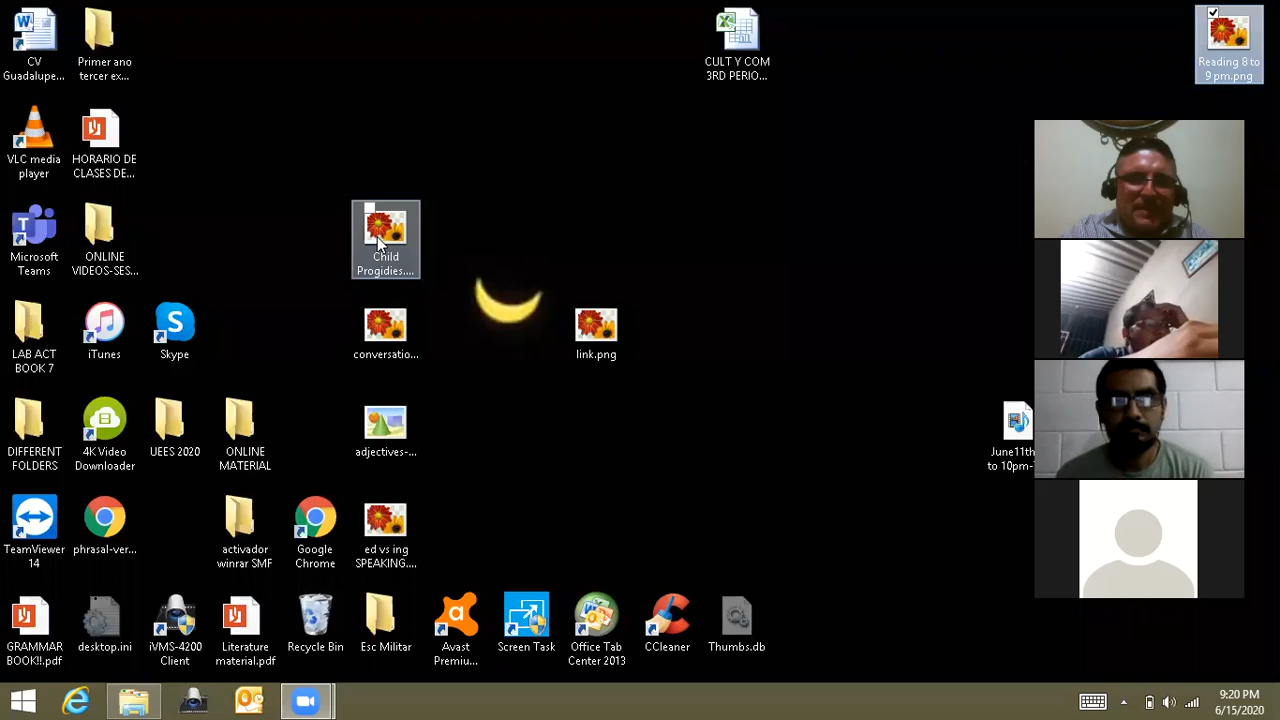 CV
Guadalupe...
Primer ano
tercer ex...
CULT Y COM
3RD PERIO...
Reading 8 to
9 pm.png
VLC media
player
HORARIO DE
CLASES DE...
Microsoft
Teams
ONLINE
VIDEOS-SES...
Child
Progidies....
LAB ACT
BOOK 7
iTunes
Skype
conversatio...
link.png
DIFFERENT
FOLDERS
4K Video
Downloader
UEES 2020
ONLINE
MATERIAL
adjectives-...
June11th
to 10pm-
TeamViewer
14
phrasal-ver...
activador
winrar SMF
Google
Chrome
ed vs ing
SPEAKING....
GRAMMAR
BOOK!!.pdf
desktop.ini
iVMS-4200
Client
Literature
material.pdf
Recycle Bin
Esc Militar
Avast
Premiu...
Screen Task
Office Tab
Center 2013
CCleaner
Thumbs.db
9:20 PM
6/15/2020